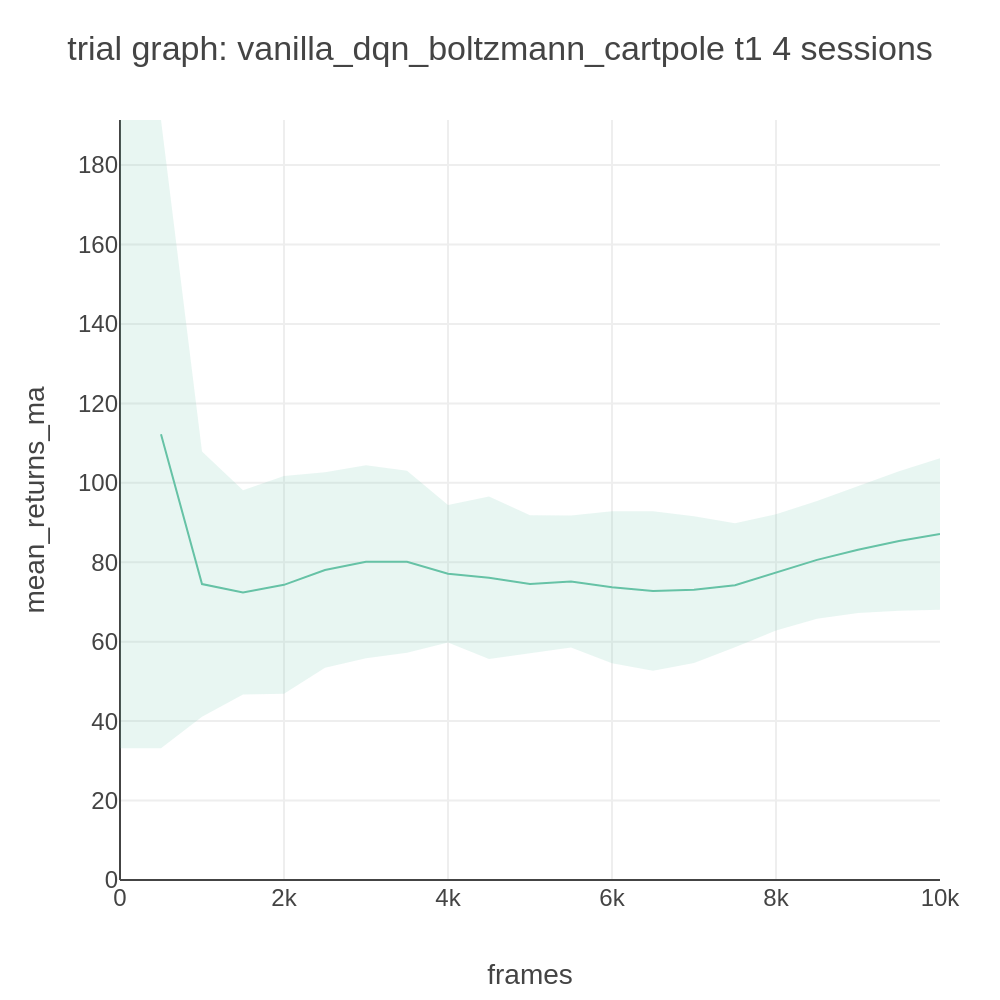 trial graph: vanilla_dqn_boltzmann_cartpole t1 4 sessions
180
160
140
120
100
80
60
40
20
0
mean_returns_ma
0 2k 4k 6k 8k 10k
frames